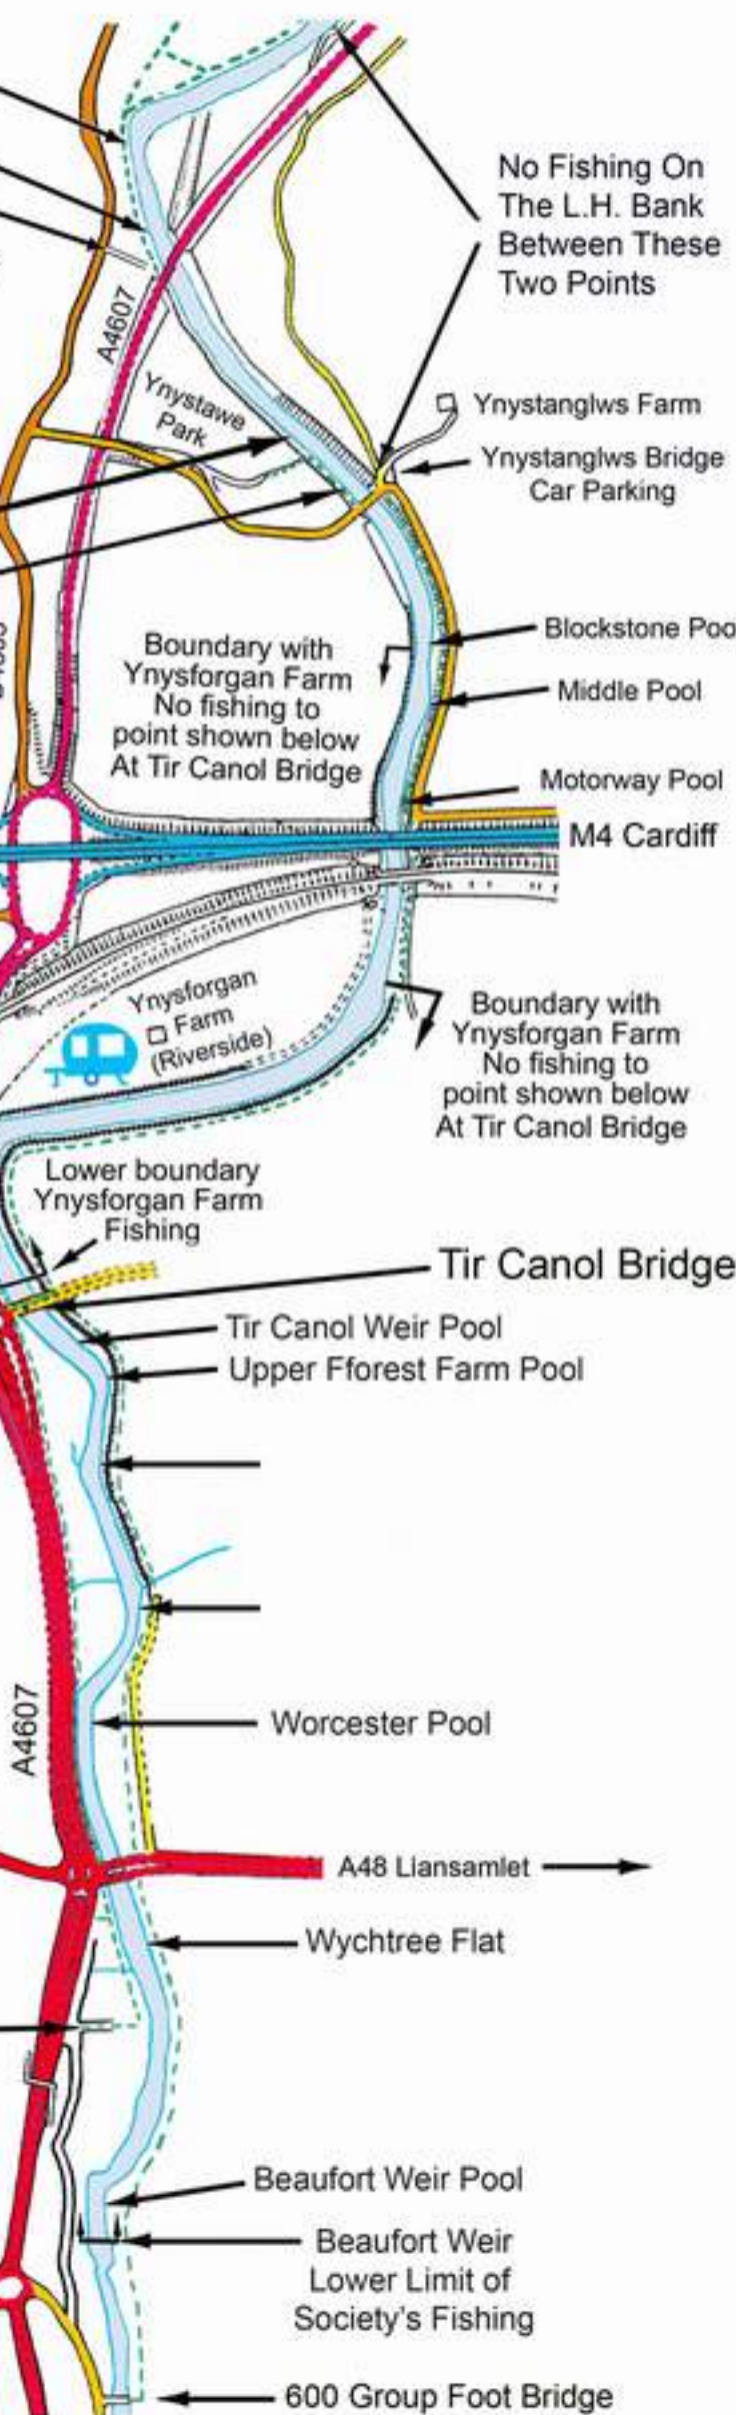 No Fishing On
The L.H. Bank
Between These
Two Points
A4607
Ynystawe
Park
Ynystanglws Farm
Ynystanglws Bridge
Car Parking
Blockstone Poo
Boundary with
Ynysforgan Farm
No fishing to
point shown below
At Tir Canol Bridge
Middle Pool
Motorway Pool
M4 Cardiff
Ynysforgan
Farm
(Riverside)
Boundary with
Ynysforgan Farm
No fishing to
point shown below
At Tir Canol Bridge
Lower boundary
Ynysforgan Farm
Fishing
Tir Canol Bridge
Tir Canol Weir Pool
Upper Fforest Farm Pool
A4607
Worcester Pool
A48 Llansamlet
Wychtree Flat
Beaufort Weir Pool
Beaufort Weir
Lower Limit of
Society's Fishing
600 Group Foot Bridge